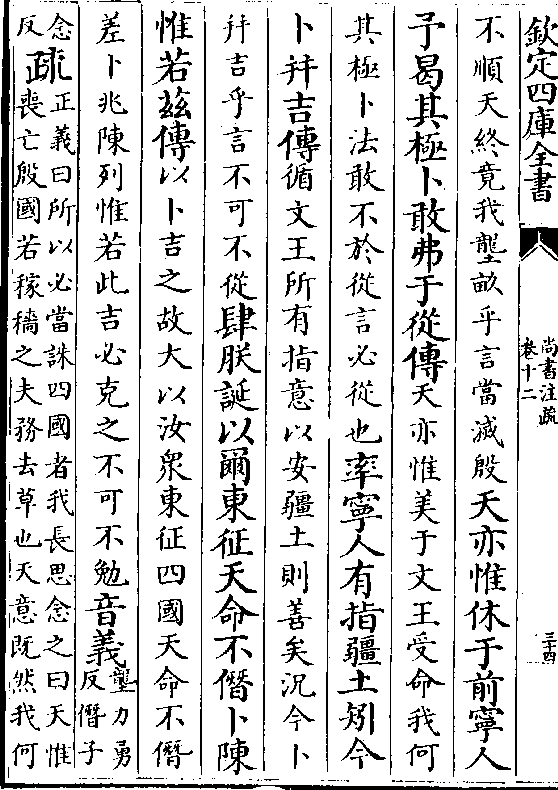 欽定四庫全書
尚書注疏
卷十二
三十四
不順天終竟我壟畝乎言當滅殷天亦惟休于前寧人
予曷其極卜敢弗于從傳天亦惟美于文王受命我何
其極卜法敢不於從言必從也率寧人有指疆土矧今
卜并吉傳循文王所有指意以安疆土則善矣況今卜
并吉乎言不可不從肆朕誕以爾東征天命不僭卜陳
惟若茲傳以卜吉之故大以汝衆東征四國天命不僭
差卜兆陳列惟若此吉必克之不可不勉音義壟力勇
反僭子
念
反疏正義曰所以必當誅四國者我長思念之曰天惟
喪亡殷國若稼穡之夫務去草也天意既然我何